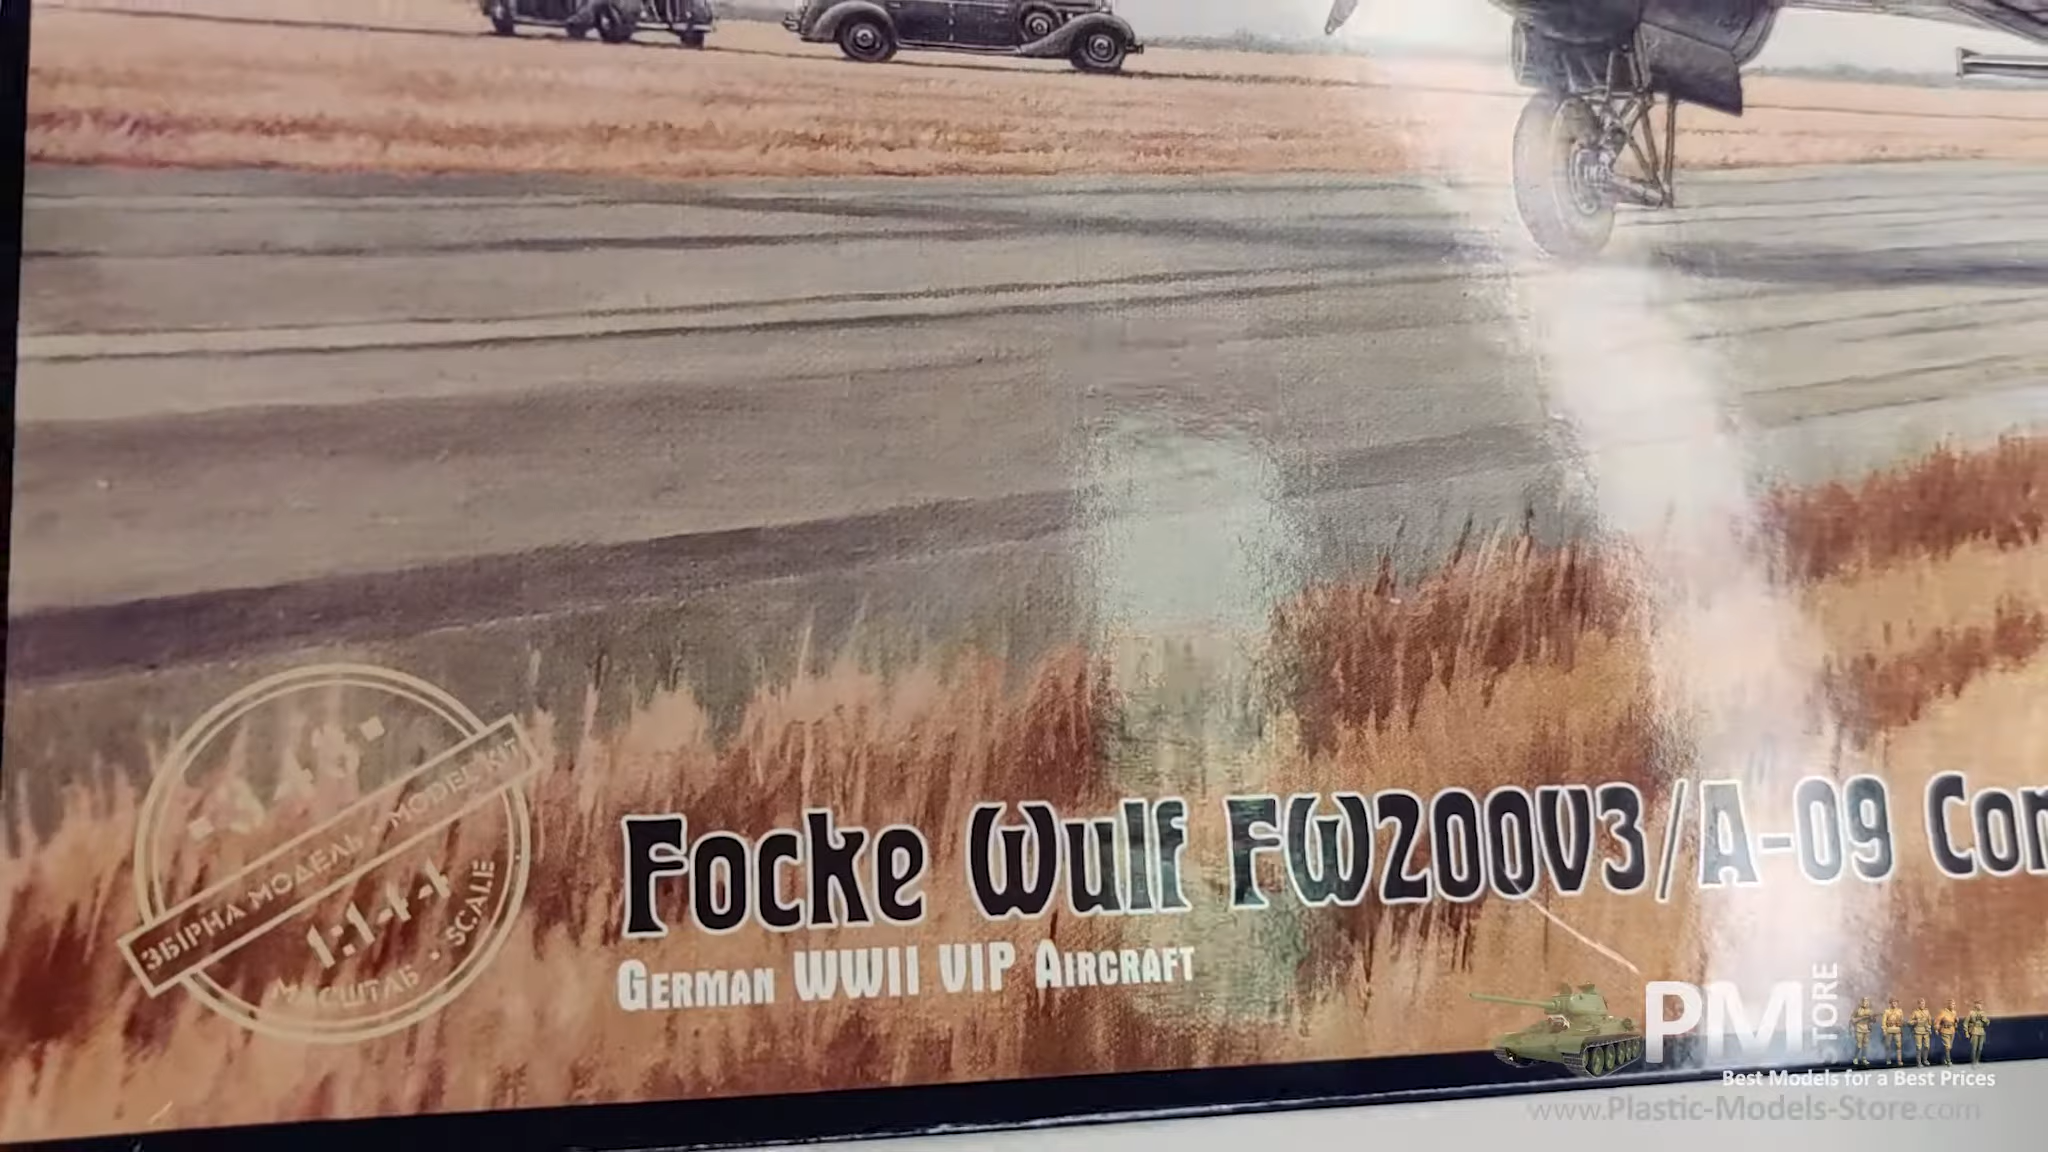 ЗБІРНА МОДЕЛЬ • MODEL KIT
1:144
МАСШТАБ • SCALE
Focke Wulf FW200V3/A-09
German WWII VIP Aircraft
PM STORE
Best Models for a Best Prices
www.Plastic-Models-Store.com